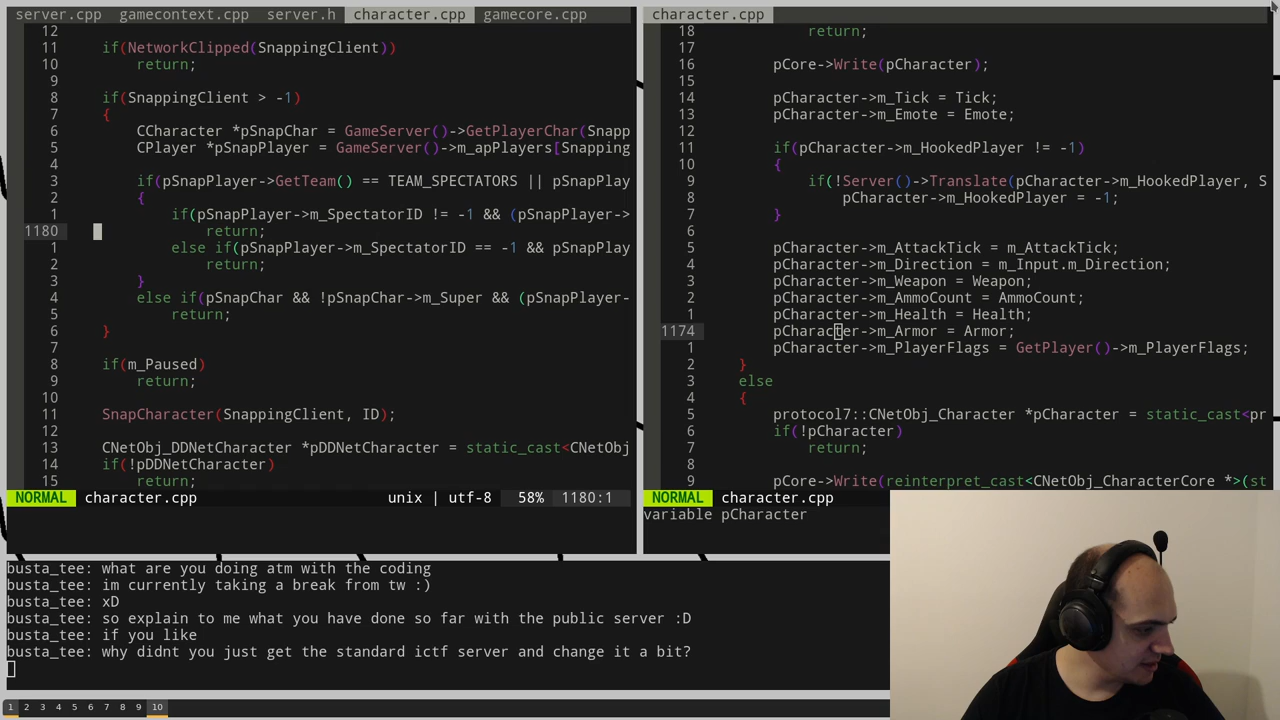 server.cpp gamecontext.cpp server.h character.cpp gamecore.cpp
12
11 if(NetworkClipped(SnappingClient))
10 return;
9
8 if(SnappingClient > -1)
7 {
6 CCharacter *pSnapChar = GameServer()->GetPlayerChar(Snapp
5 CPlayer *pSnapPlayer = GameServer()->m_apPlayers[Snapping
4
3 if(pSnapPlayer->GetTeam() == TEAM_SPECTATORS || pSnapPlay
2 {
1 if(pSnapPlayer->m_SpectatorID != -1 && (pSnapPlayer->
1180 return;
1 else if(pSnapPlayer->m_SpectatorID == -1 && pSnapPlay
2 return;
3 }
4 else if(pSnapChar && !pSnapChar->m_Super && (pSnapPlayer-
5 return;
6 }
7
8 if(m_Paused)
9 return;
10
11 SnapCharacter(SnappingClient, ID);
12
13 CNetObj_DDNetCharacter *pDDNetCharacter = static_cast<CNetObj
14 if(!pDDNetCharacter)
15 return;
NORMAL character.cpp unix | utf-8 58% 1180:1
character.cpp
18 return;
17
16 pCore->Write(pCharacter);
15
14 pCharacter->m_Tick = Tick;
13 pCharacter->m_Emote = Emote;
12
11 if(pCharacter->m_HookedPlayer != -1)
10 {
9 if(!Server()->Translate(pCharacter->m_HookedPlayer, S
8 pCharacter->m_HookedPlayer = -1;
7 }
6
5 pCharacter->m_AttackTick = m_AttackTick;
4 pCharacter->m_Direction = m_Input.m_Direction;
3 pCharacter->m_Weapon = Weapon;
2 pCharacter->m_AmmoCount = AmmoCount;
1 pCharacter->m_Health = Health;
1174 pCharacter->m_Armor = Armor;
1 pCharacter->m_PlayerFlags = GetPlayer()->m_PlayerFlags;
2 }
3 else
4 {
5 protocol7::CNetObj_Character *pCharacter = static_cast<pr
6 if(!pCharacter)
7 return;
8
9 pCore->Write(reinterpret_cast<CNetObj_CharacterCore *>(st
NORMAL character.cpp
variable pCharacter
busta_tee: what are you doing atm with the coding
busta_tee: im currently taking a break from tw :)
busta_tee: xD
busta_tee: so explain to me what you have done so far with the public server :D
busta_tee: if you like
busta_tee: why didnt you just get the standard ictf server and change it a bit?
1 2 3 4 5 6 7 8 9 10